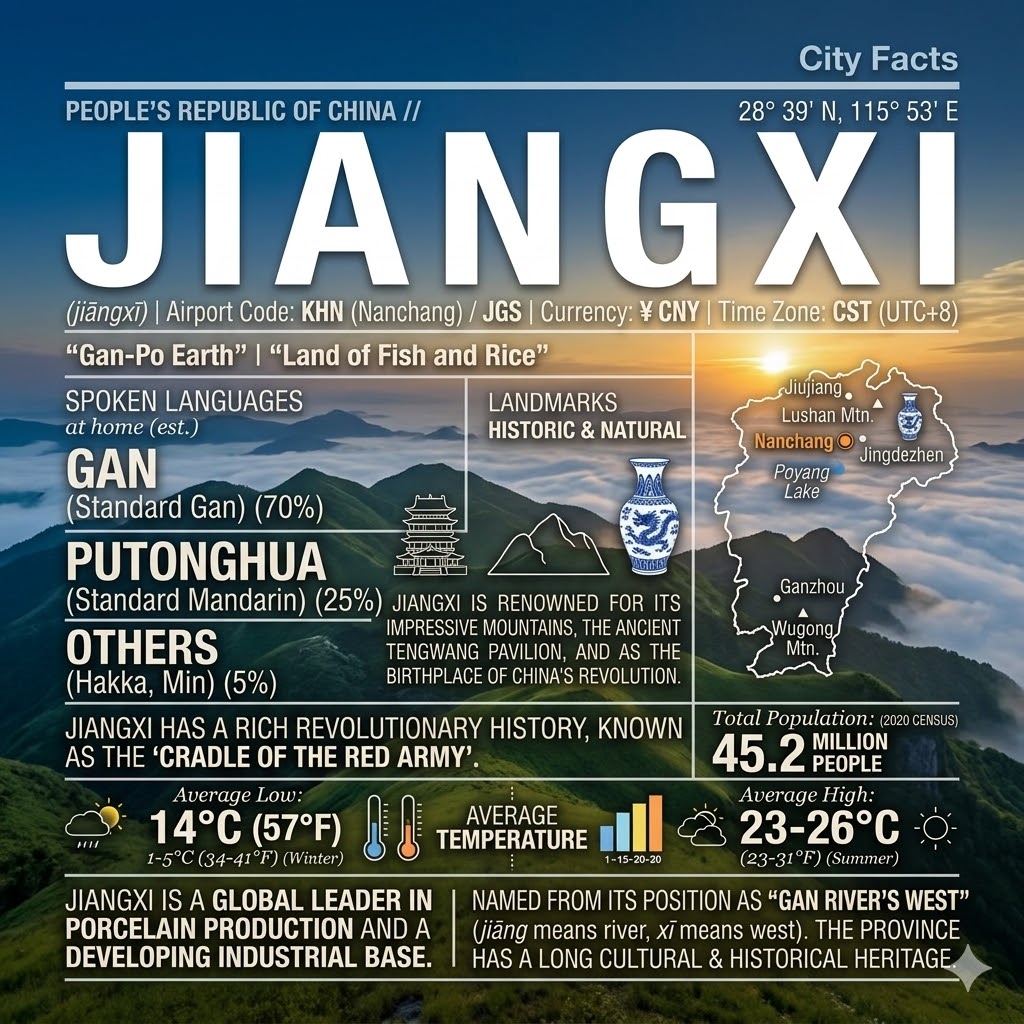 City Facts
PEOPLE'S REPUBLIC OF CHINA //
28° 39' N, 115° 53' E
JIANGXI
(jiāngxī) | Airport Code: KHN (Nanchang) / JGS | Currency: ¥ CNY | Time Zone: CST (UTC+8)
“Gan-Po Earth” | “Land of Fish and Rice”
SPOKEN LANGUAGES
at home (est.)
GAN
(Standard Gan) (70%)
PUTONGHUA
(Standard Mandarin) (25%)
OTHERS
(Hakka, Min) (5%)
LANDMARKS
HISTORIC & NATURAL
JIANGXI IS RENOWNED FOR ITS
IMPRESSIVE MOUNTAINS, THE ANCIENT
TENGWANG PAVILION, AND AS THE
BIRTHPLACE OF CHINA'S REVOLUTION.
Jiujiang
Lushan Mtn.
Nanchang
Jingdezhen
Poyang
Lake
Ganzhou
Wugong
Mtn.
JIANGXI HAS A RICH REVOLUTIONARY HISTORY, KNOWN
AS THE ‘CRADLE OF THE RED ARMY’.
Total Population: (2020 CENSUS)
45.2 MILLION
PEOPLE
Average Low:
14°C (57°F)
1-5°C (34-41°F) (Winter)
AVERAGE
TEMPERATURE
1-15-20-20
Average High:
23-26°C
(23-31°F) (Summer)
JIANGXI IS A GLOBAL LEADER IN
PORCELAIN PRODUCTION AND A
DEVELOPING INDUSTRIAL BASE.
NAMED FROM ITS POSITION AS “GAN RIVER'S WEST”
(jiāng means river, xī means west). THE PROVINCE
HAS A LONG CULTURAL & HISTORICAL HERITAGE.